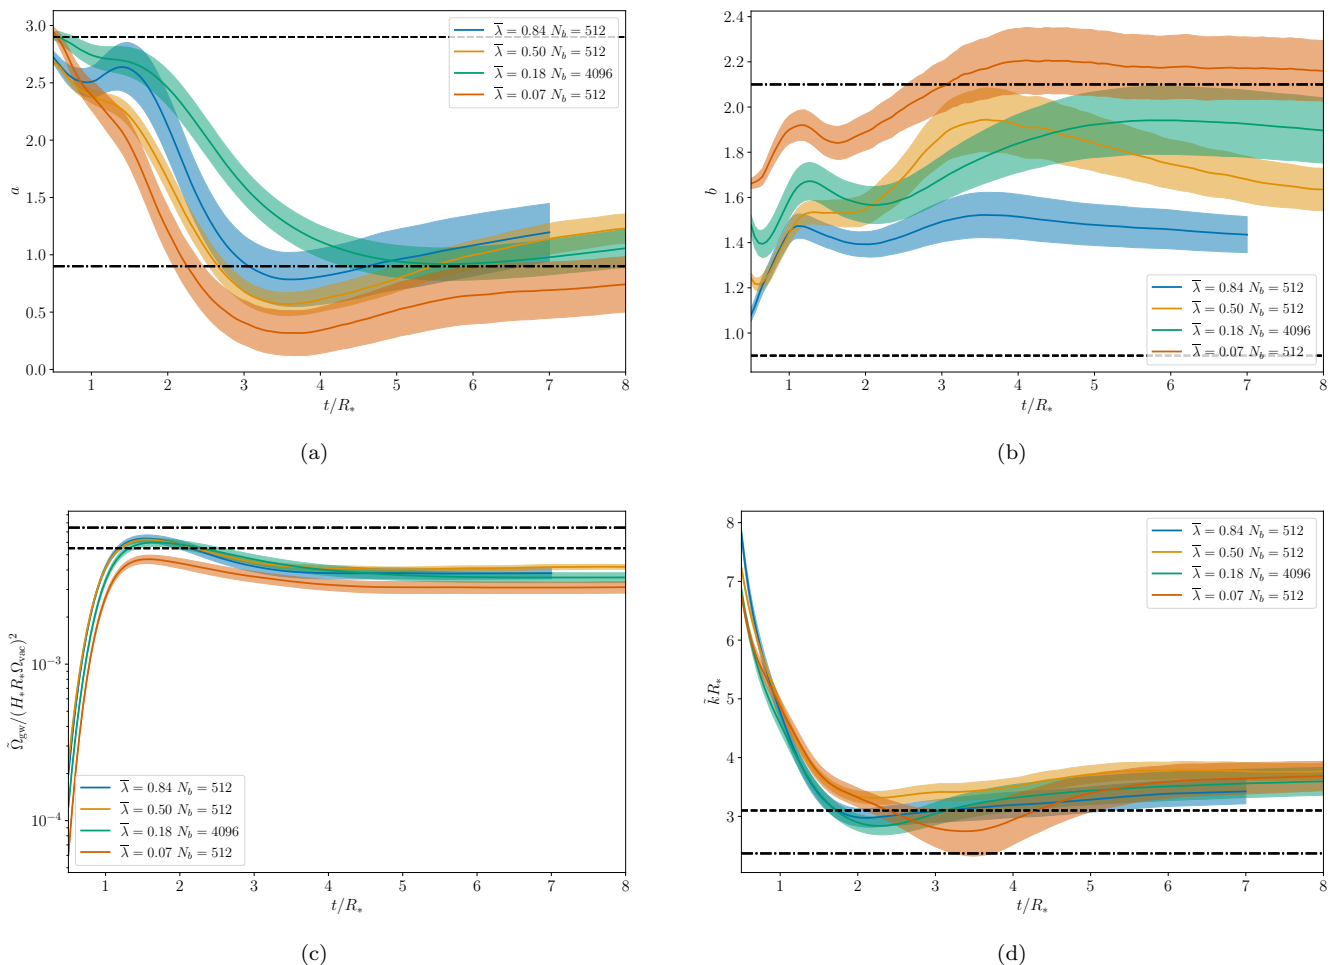 3.0
2.5
2.0
1.5
1.0
0.5
0.0
a
1 2 3 4 5 6 7 8
t/R∗
λ̅ = 0.84 N_b = 512
λ̅ = 0.50 N_b = 512
λ̅ = 0.18 N_b = 4096
λ̅ = 0.07 N_b = 512
(a)
2.4
2.2
2.0
1.8
1.6
1.4
1.2
1.0
b
1 2 3 4 5 6 7 8
t/R∗
λ̅ = 0.84 N_b = 512
λ̅ = 0.50 N_b = 512
λ̅ = 0.18 N_b = 4096
λ̅ = 0.07 N_b = 512
(b)
10⁻³
10⁻⁴
Ω̃_gw/(H∗R∗Ω_vac)²
1 2 3 4 5 6 7 8
t/R∗
λ̅ = 0.84 N_b = 512
λ̅ = 0.50 N_b = 512
λ̅ = 0.18 N_b = 4096
λ̅ = 0.07 N_b = 512
(c)
8
7
6
5
4
3
k̃R∗
1 2 3 4 5 6 7 8
t/R∗
λ̅ = 0.84 N_b = 512
λ̅ = 0.50 N_b = 512
λ̅ = 0.18 N_b = 4096
λ̅ = 0.07 N_b = 512
(d)